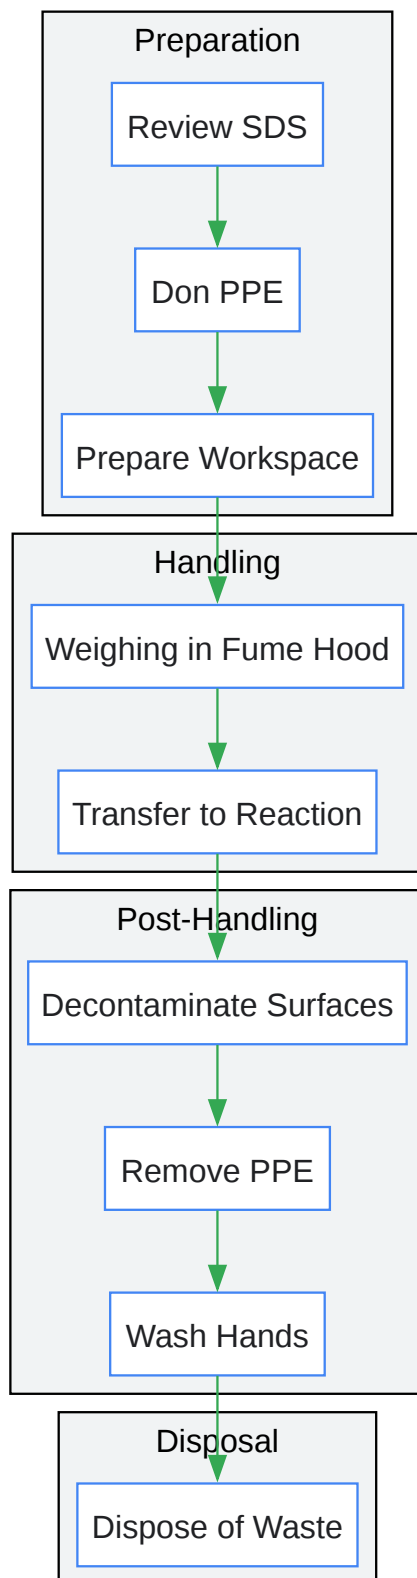 Preparation
Review SDS
Don PPE
Prepare Workspace
Handling
Weighing in Fume Hood
Transfer to Reaction
Post-Handling
Decontaminate Surfaces
Remove PPE
Wash Hands
Disposal
Dispose of Waste